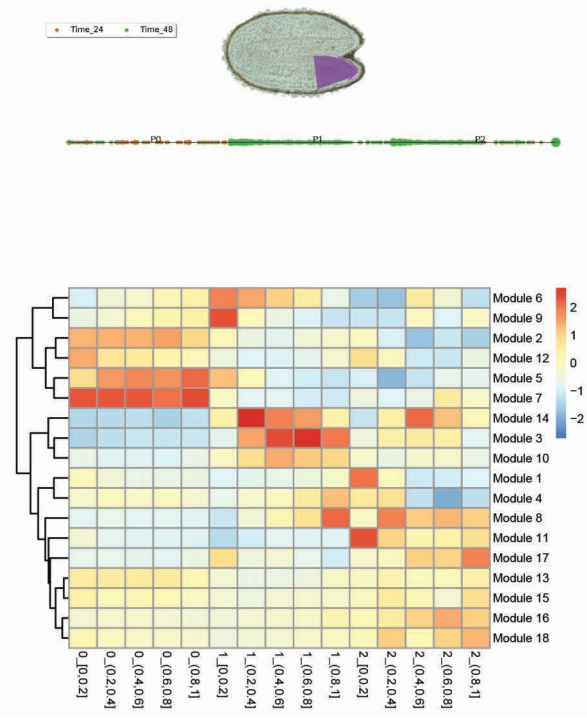 Time_24 Time_48
P0 P1 P2
Module 6
Module 9
Module 2
Module 12
Module 5
Module 7
Module 14
Module 3
Module 10
Module 1
Module 4
Module 8
Module 11
Module 17
Module 13
Module 15
Module 16
Module 18
2
1
0
−1
−2
0_[0,0.2]
0_(0.2,0.4]
0_(0.4,0.6]
0_(0.6,0.8]
0_(0.8,1]
1_[0,0.2]
1_(0.2,0.4]
1_(0.4,0.6]
1_(0.6,0.8]
1_(0.8,1]
2_[0,0.2]
2_(0.2,0.4]
2_(0.4,0.6]
2_(0.6,0.8]
2_(0.8,1]